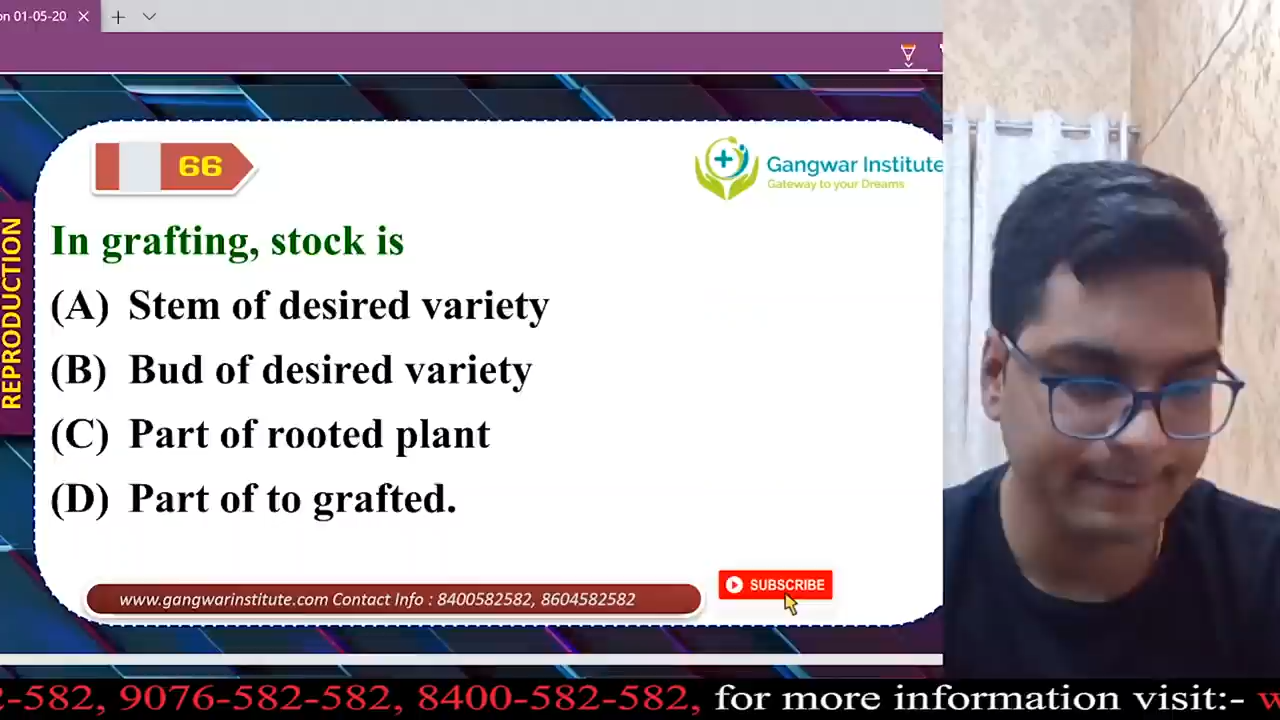 on 01-05-20
66
Gangwar Institute
Gateway to your Dreams
REPRODUCTION
In grafting, stock is
(A) Stem of desired variety
(B) Bud of desired variety
(C) Part of rooted plant
(D) Part of to grafted.
www.gangwarinstitute.com Contact Info : 8400582582, 8604582582
SUBSCRIBE
2-582, 9076-582-582, 8400-582-582, for more information visit:- w